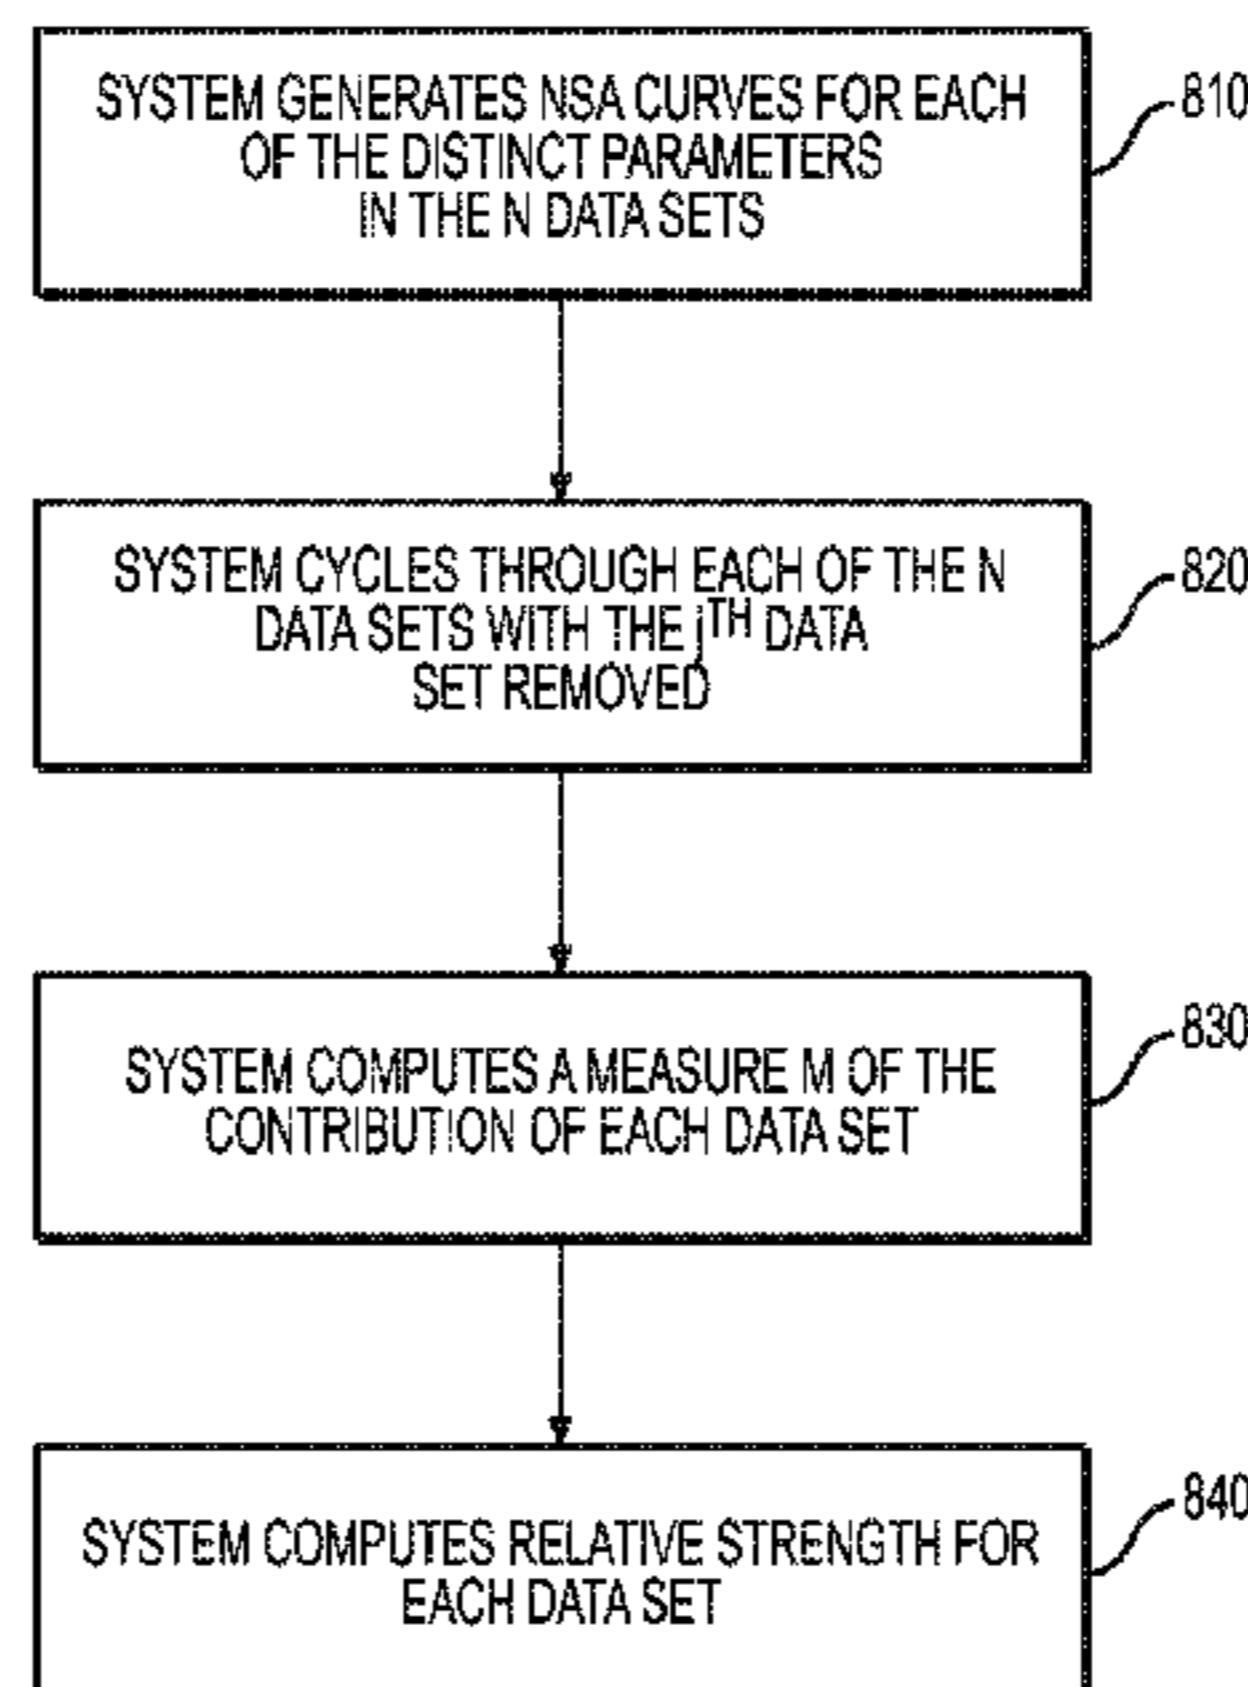 SYSTEM GENERATES NSA CURVES FOR EACH
OF THE DISTINCT PARAMETERS
IN THE N DATA SETS
810
SYSTEM CYCLES THROUGH EACH OF THE N
DATA SETS WITH THE jTH DATA
SET REMOVED
820
SYSTEM COMPUTES A MEASURE M OF THE
CONTRIBUTION OF EACH DATA SET
830
SYSTEM COMPUTES RELATIVE STRENGTH FOR
EACH DATA SET
840